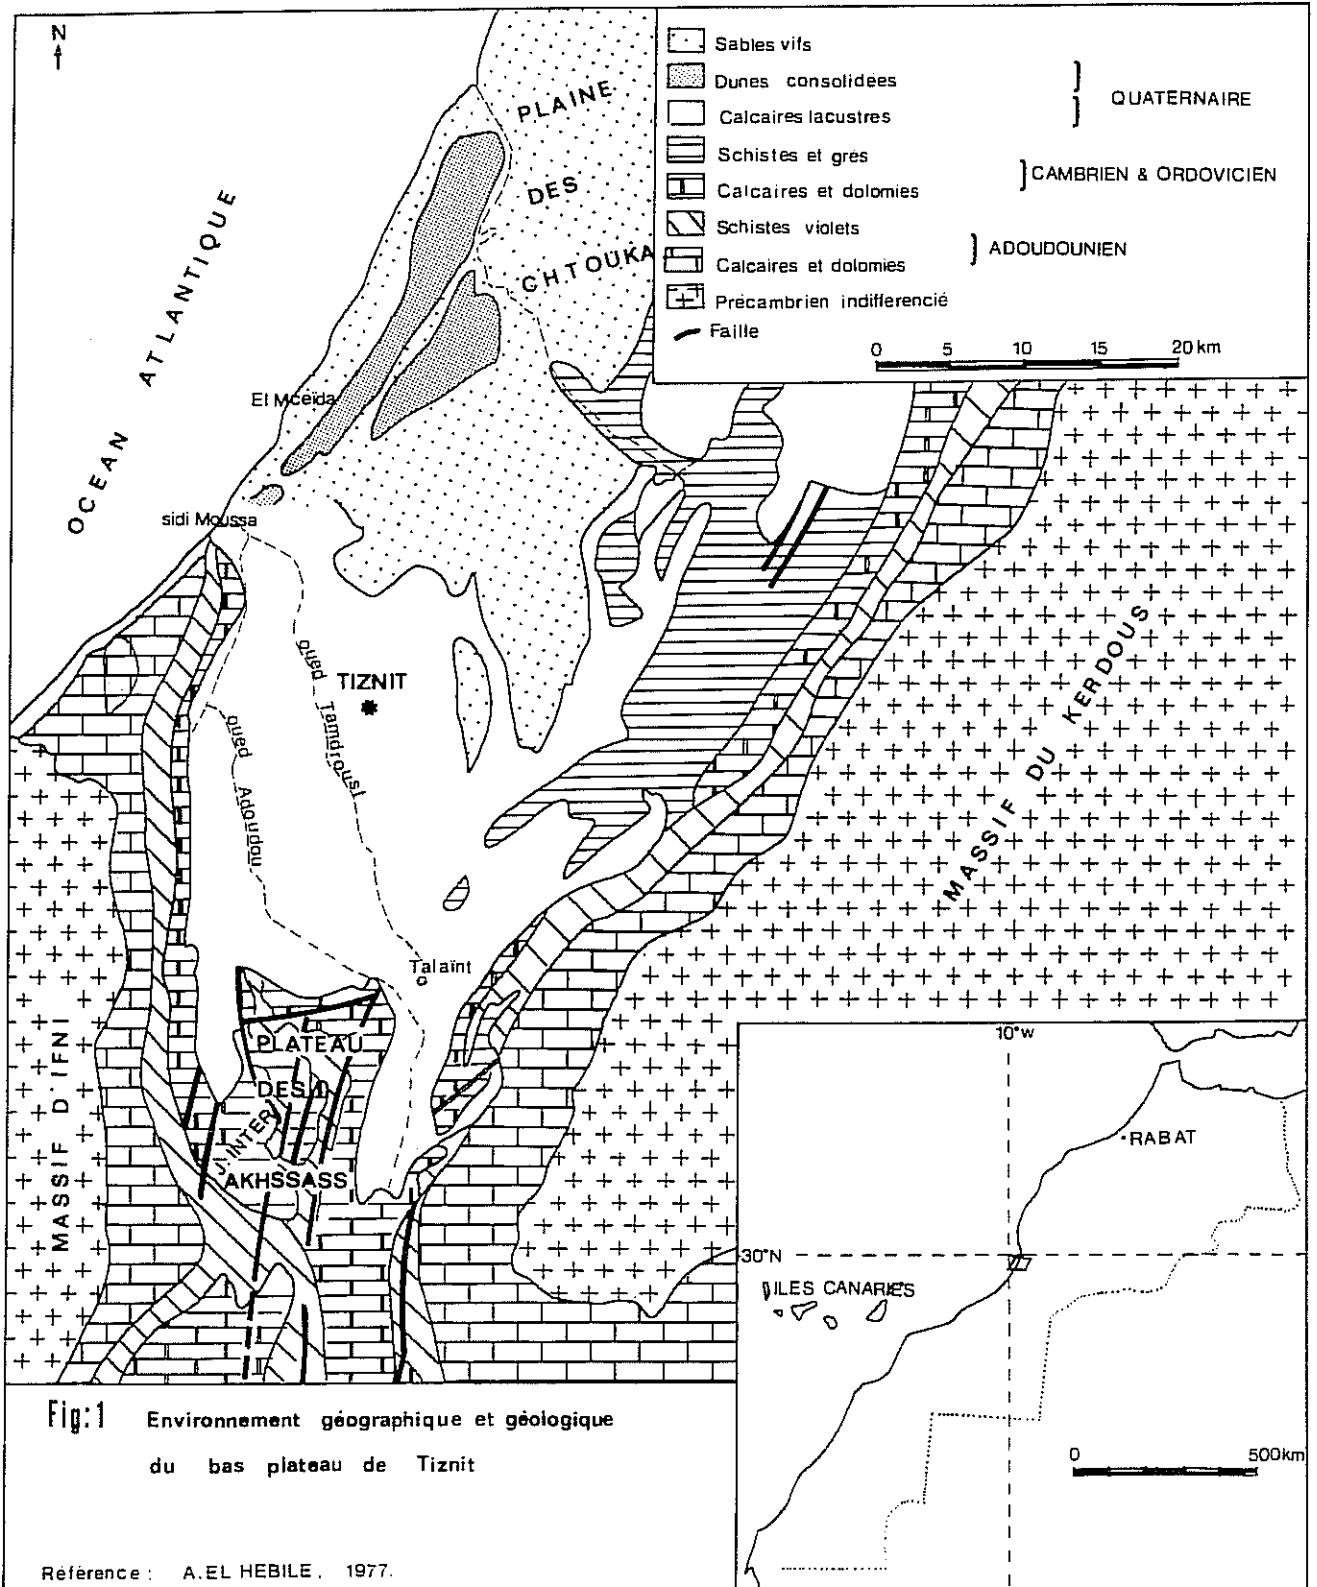 N
Sables vifs
Dunes consolidées
Calcaires lacustres
QUATERNAIRE
Schistes et grès
Calcaires et dolomies
CAMBRIEN & ORDOVICIEN
Schistes violets
Calcaires et dolomies
ADOUDOUNIEN
Précambrien indifferencié
Faille
0 5 10 15 20 km
PLAINE
DES
CHTOUKA
OCEAN ATLANTIQUE
El Mceïda
sidi Moussa
TIZNIT
oued Tamdroust
oued Adoudou
Talaïnt
MASSIF DU KERDOUS
MASSIF D'IFNI
PLATEAU
DES
J. INTER
AKHSSASS
10°W
RABAT
30°N
ILES CANARIES
0 500km
Fig:1 Environnement géographique et géologique
du bas plateau de Tiznit
Référence : A.EL HEBILE, 1977.